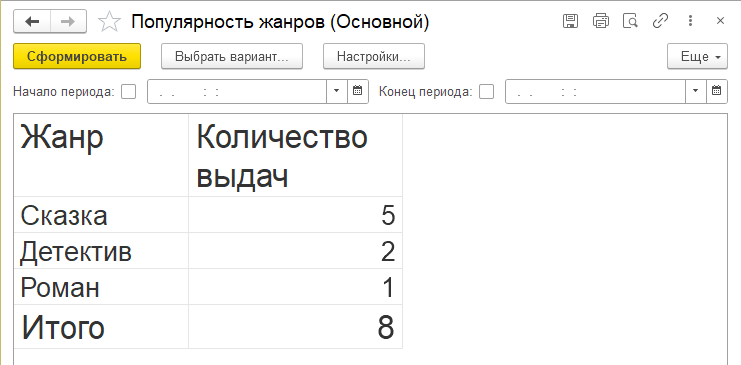 Популярность жанров (Основной)
Сформировать Выбрать вариант... Настройки... Еще
Начало периода: . . : : Конец периода: . . : :
Жанр Количество
выдач
Сказка 5
Детектив 2
Роман 1
Итого 8